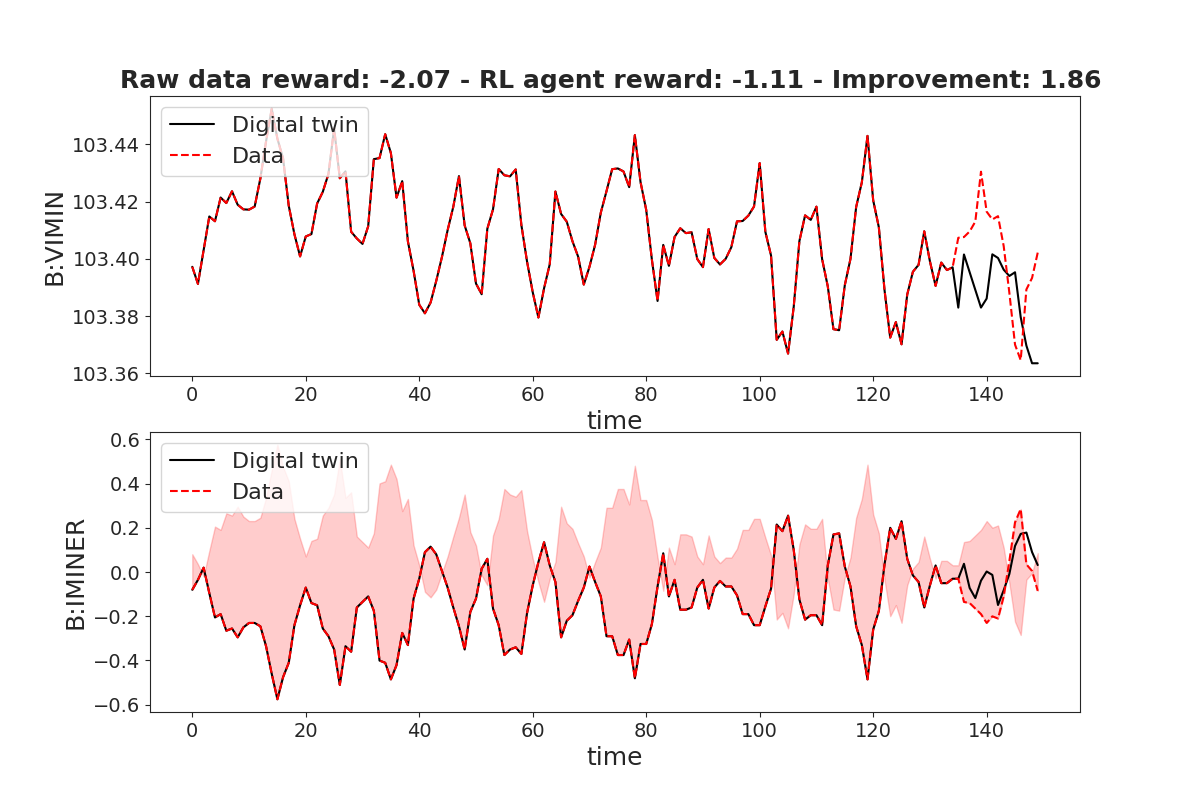 Raw data reward: -2.07 - RL agent reward: -1.11 - Improvement: 1.86
Digital twin
Data
B:VIMIN
103.44
103.42
103.40
103.38
103.36
0 20 40 60 80 100 120 140
time
Digital twin
Data
B:IMINER
0.6
0.4
0.2
0.0
−0.2
−0.4
−0.6
0 20 40 60 80 100 120 140
time